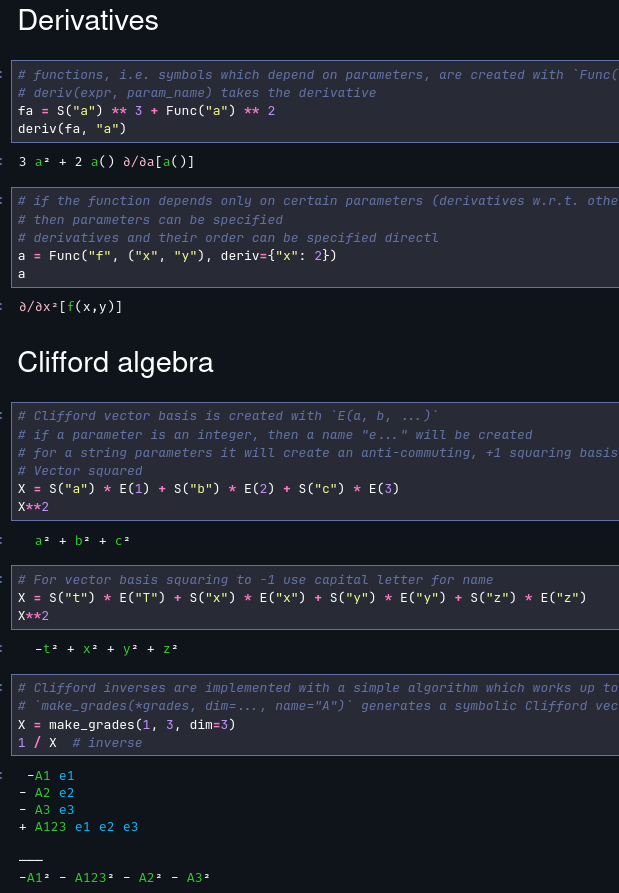 Derivatives
# functions, i.e. symbols which depend on parameters, are created with `Func(
# deriv(expr, param_name) takes the derivative
fa = S("a") ** 3 + Func("a") ** 2
deriv(fa, "a")
3 a² + 2 a() ∂/∂a[a()]
# if the function depends only on certain parameters (derivatives w.r.t. othe
# then parameters can be specified
# derivatives and their order can be specified directl
a = Func("f", ("x", "y"), deriv={"x": 2})
a
∂/∂x²[f(x,y)]
Clifford algebra
# Clifford vector basis is created with `E(a, b, ...)`
# if a parameter is an integer, then a name "e..." will be created
# for a string parameters it will create an anti-commuting, +1 squaring basis
# Vector squared
X = S("a") * E(1) + S("b") * E(2) + S("c") * E(3)
X**2
a² + b² + c²
# For vector basis squaring to -1 use capital letter for name
X = S("t") * E("T") + S("x") * E("x") + S("y") * E("y") + S("z") * E("z")
X**2
-t² + x² + y² + z²
# Clifford inverses are implemented with a simple algorithm which works up to
# `make_grades(*grades, dim=..., name="A")` generates a symbolic Clifford vec
X = make_grades(1, 3, dim=3)
1 / X  # inverse
-A1 e1
- A2 e2
- A3 e3
+ A123 e1 e2 e3
———
-A1² - A123² - A2² - A3²